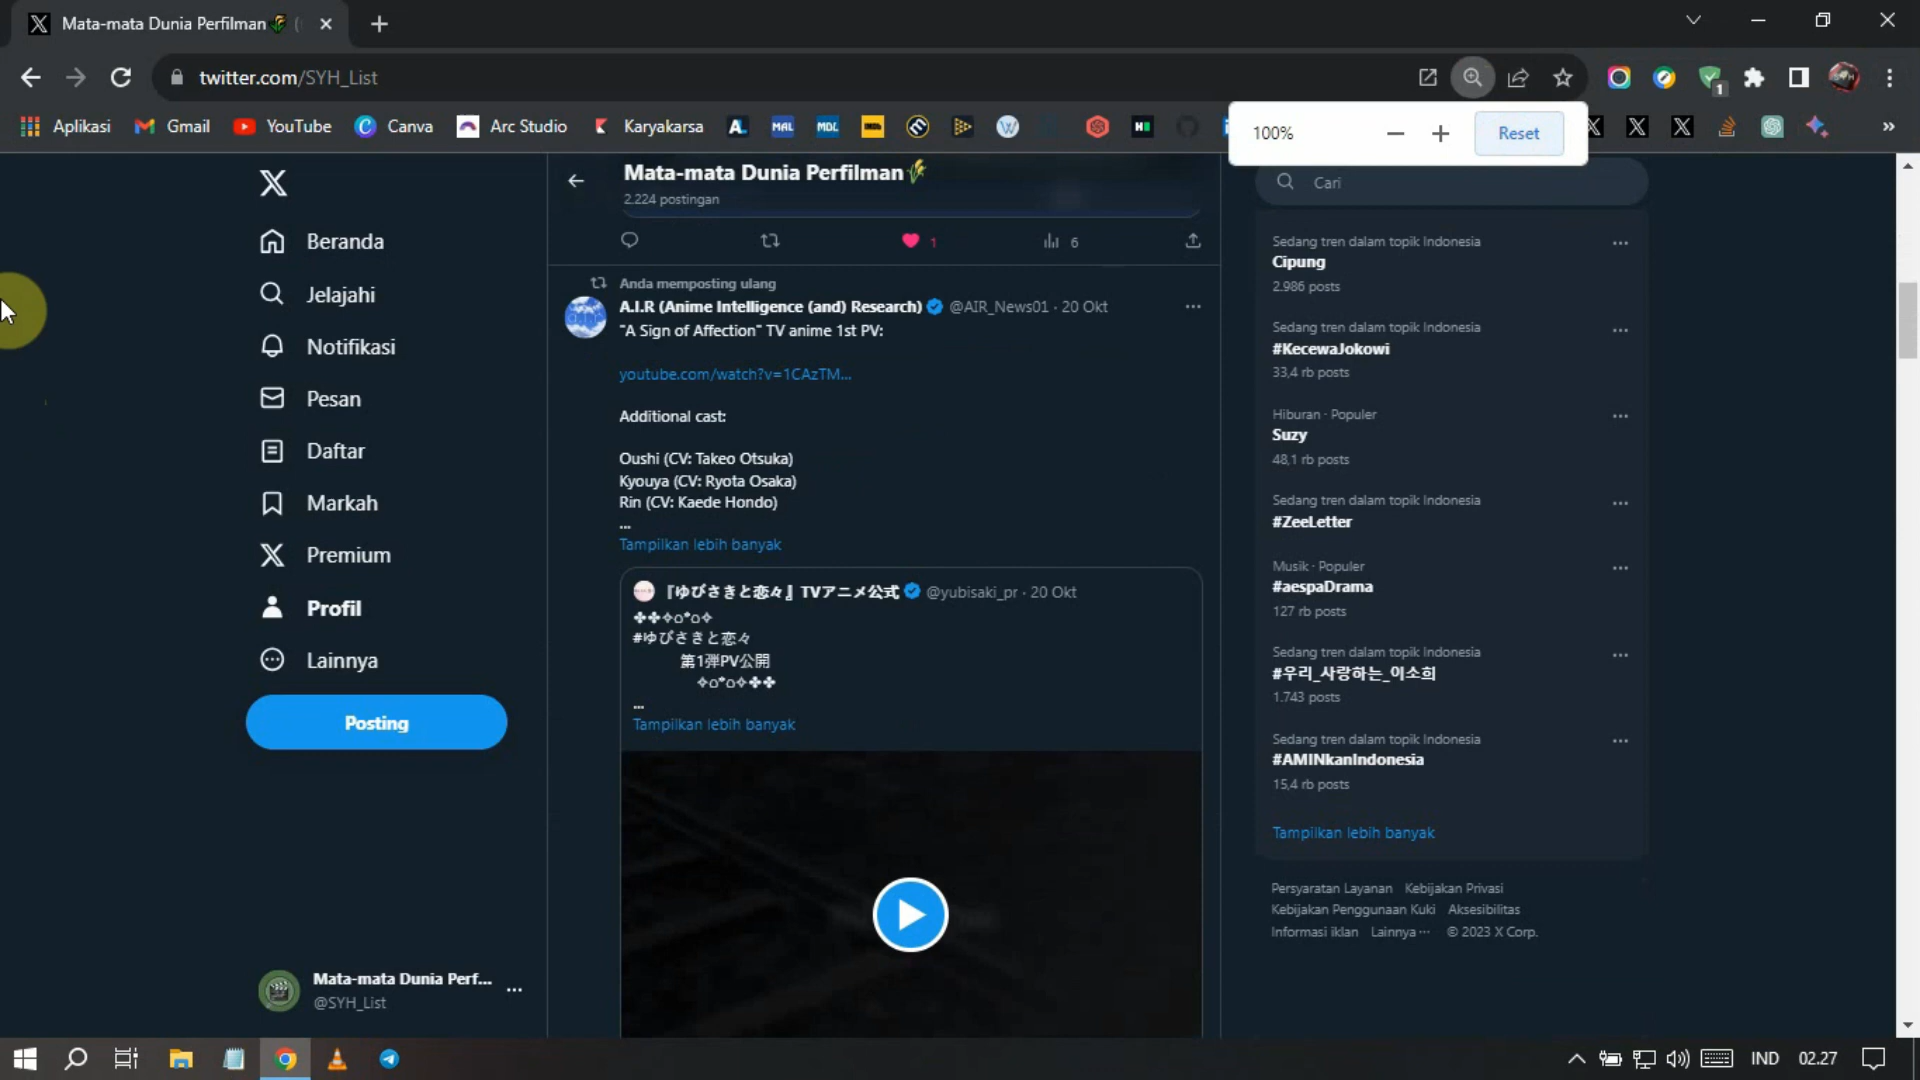 Mata-mata Dunia Perfilman
twitter.com/SYH_List
1
Aplikasi
Gmail
YouTube
Canva
Arc Studio
Karyakarsa
MAL
MDL
100%
Reset
Mata-mata Dunia Perfilman
2.224 postingan
Cari
Beranda
Jelajahi
Notifikasi
Pesan
Daftar
Markah
Premium
Profil
Lainnya
Posting
Mata-mata Dunia Perf...
@SYH_List
1
6
Anda memposting ulang
A.I.R (Anime Intelligence (and) Research) @AIR_News01 · 20 Okt
"A Sign of Affection" TV anime 1st PV:
youtube.com/watch?v=1CAzTM...
Additional cast:
Oushi (CV: Takeo Otsuka)
Kyouya (CV: Ryota Osaka)
Rin (CV: Kaede Hondo)
...
Tampilkan lebih banyak
『ゆびさきと恋々』TVアニメ公式 @yubisaki_pr · 20 Okt
✤✤✧o*o✧
#ゆびさきと恋々
第1弾PV公開
✧o*o✧✤✤
...
Tampilkan lebih banyak
Sedang tren dalam topik Indonesia
Cipung
2.986 posts
Sedang tren dalam topik Indonesia
#KecewaJokowi
33,4 rb posts
Hiburan · Populer
Suzy
48,1 rb posts
Sedang tren dalam topik Indonesia
#ZeeLetter
Musik · Populer
#aespaDrama
127 rb posts
Sedang tren dalam topik Indonesia
#우리_사랑하는_이소희
1.743 posts
Sedang tren dalam topik Indonesia
#AMINkanIndonesia
15,4 rb posts
Tampilkan lebih banyak
Persyaratan Layanan Kebijakan Privasi
Kebijakan Penggunaan Kuki Aksesibilitas
Informasi iklan Lainnya ··· © 2023 X Corp.
IND
02.27